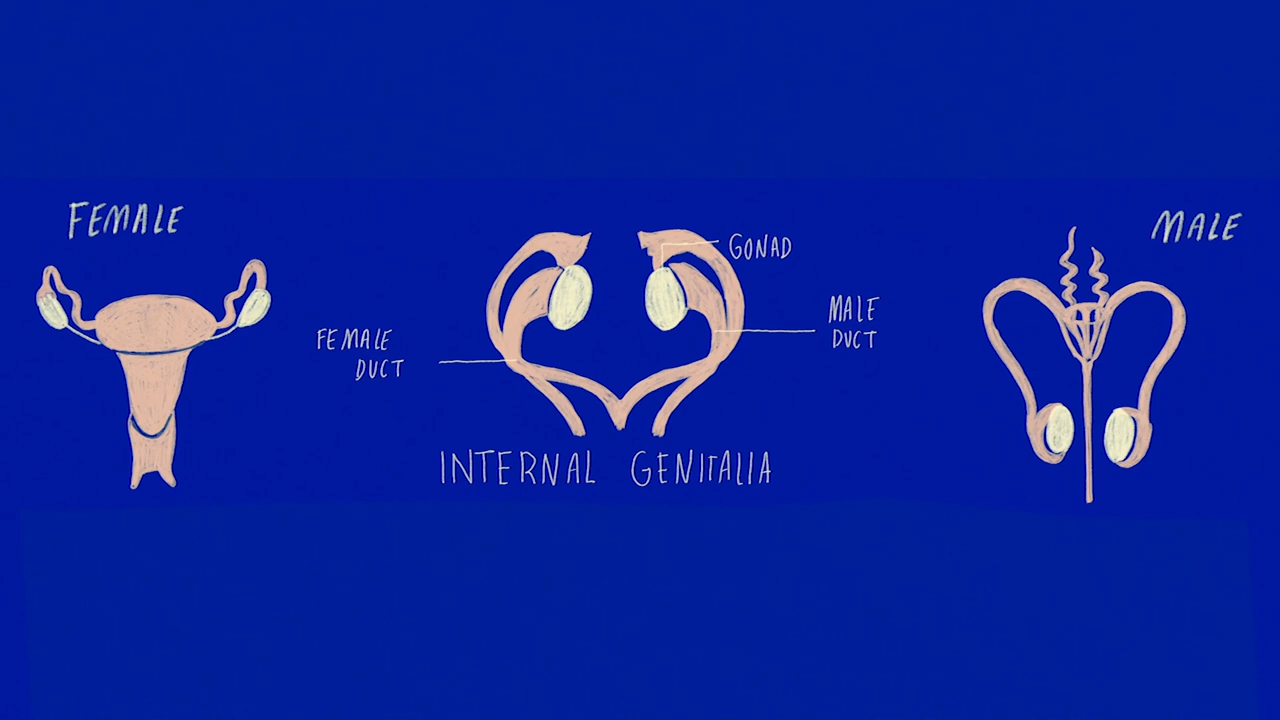 FEMALE
MALE
GONAD
MALE
DUCT
FEMALE
DUCT
INTERNAL GENITALIA